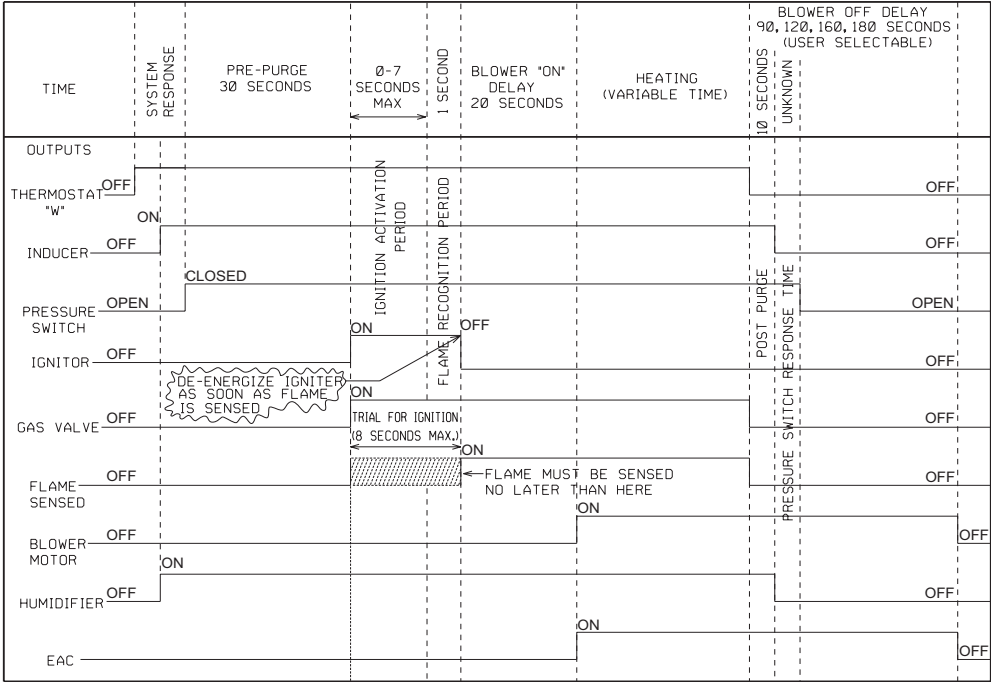 TIME
SYSTEM
RESPONSE
PRE-PURGE
30 SECONDS
0-7
SECONDS
MAX
1 SECOND
BLOWER "ON"
DELAY
20 SECONDS
HEATING
(VARIABLE TIME)
10 SECONDS
UNKNOWN
BLOWER OFF DELAY
90,120,160,180 SECONDS
(USER SELECTABLE)
OUTPUTS
THERMOSTAT
"W"
OFF
OFF
INDUCER
OFF
ON
OFF
PRESSURE
SWITCH
OPEN
CLOSED
OPEN
IGNITION ACTIVATION
PERIOD
FLAME RECOGNITION PERIOD
POST PURGE
PRESSURE SWITCH RESPONSE TIME
IGNITOR
OFF
ON
OFF
OFF
DE-ENERGIZE IGNITER
AS SOON AS FLAME
IS SENSED
GAS VALVE
OFF
ON
OFF
TRIAL FOR IGNITION
(8 SECONDS MAX.)
FLAME
SENSED
OFF
ON
OFF
FLAME MUST BE SENSED
NO LATER THAN HERE
BLOWER
MOTOR
OFF
ON
OFF
HUMIDIFIER
OFF
ON
OFF
EAC
ON
OFF